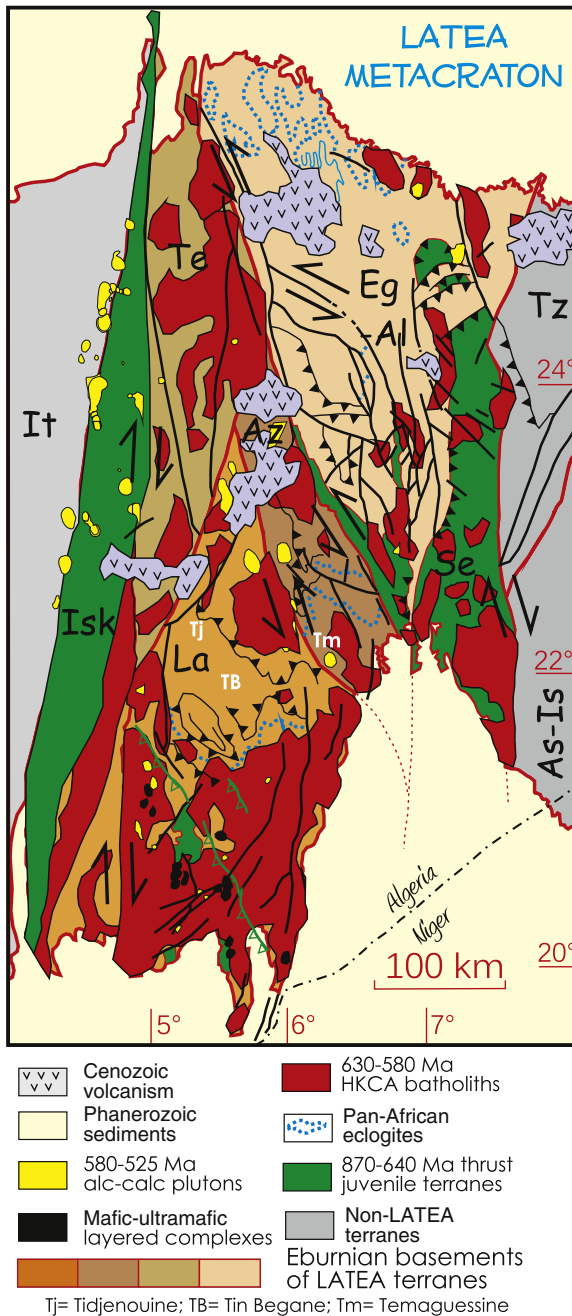 LATEA
METACRATON
Te
Eg
-Al
Tz
24°
Az
It
Se
Isk
Tj
Tm
La
TB
22°
As-Is
Algeria
Niger
20°
100 km
5°
6°
7°
Cenozoic
volcanism
630-580 Ma
HKCA batholiths
Phanerozoic
sediments
Pan-African
eclogites
580-525 Ma
alc-calc plutons
870-640 Ma thrust
juvenile terranes
Mafic-ultramafic
layered complexes
Non-LATEA
terranes
Eburnian basements
of LATEA terranes
Tj= Tidjenouine; TB= Tin Begane; Tm= Temaguessine